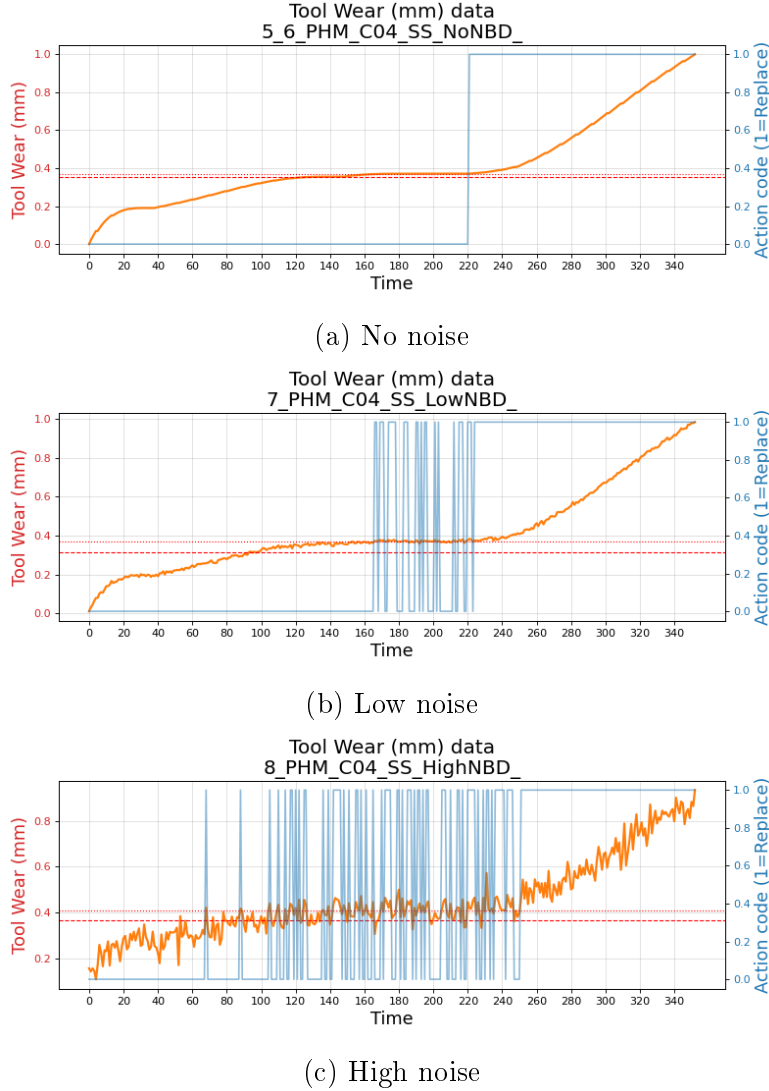 Tool Wear (mm) data
5_6_PHM_C04_SS_NoNBD_
1.0
0.8
0.6
0.4
0.2
0.0
Tool Wear (mm)
1.0
0.8
0.6
0.4
0.2
0.0
Action code (1=Replace)
0 20 40 60 80 100 120 140 160 180 200 220 240 260 280 300 320 340
Time
(a) No noise
Tool Wear (mm) data
7_PHM_C04_SS_LowNBD_
1.0
0.8
0.6
0.4
0.2
0.0
Tool Wear (mm)
1.0
0.8
0.6
0.4
0.2
0.0
Action code (1=Replace)
0 20 40 60 80 100 120 140 160 180 200 220 240 260 280 300 320 340
Time
(b) Low noise
Tool Wear (mm) data
8_PHM_C04_SS_HighNBD_
0.8
0.6
0.4
0.2
Tool Wear (mm)
1.0
0.8
0.6
0.4
0.2
0.0
Action code (1=Replace)
0 20 40 60 80 100 120 140 160 180 200 220 240 260 280 300 320 340
Time
(c) High noise